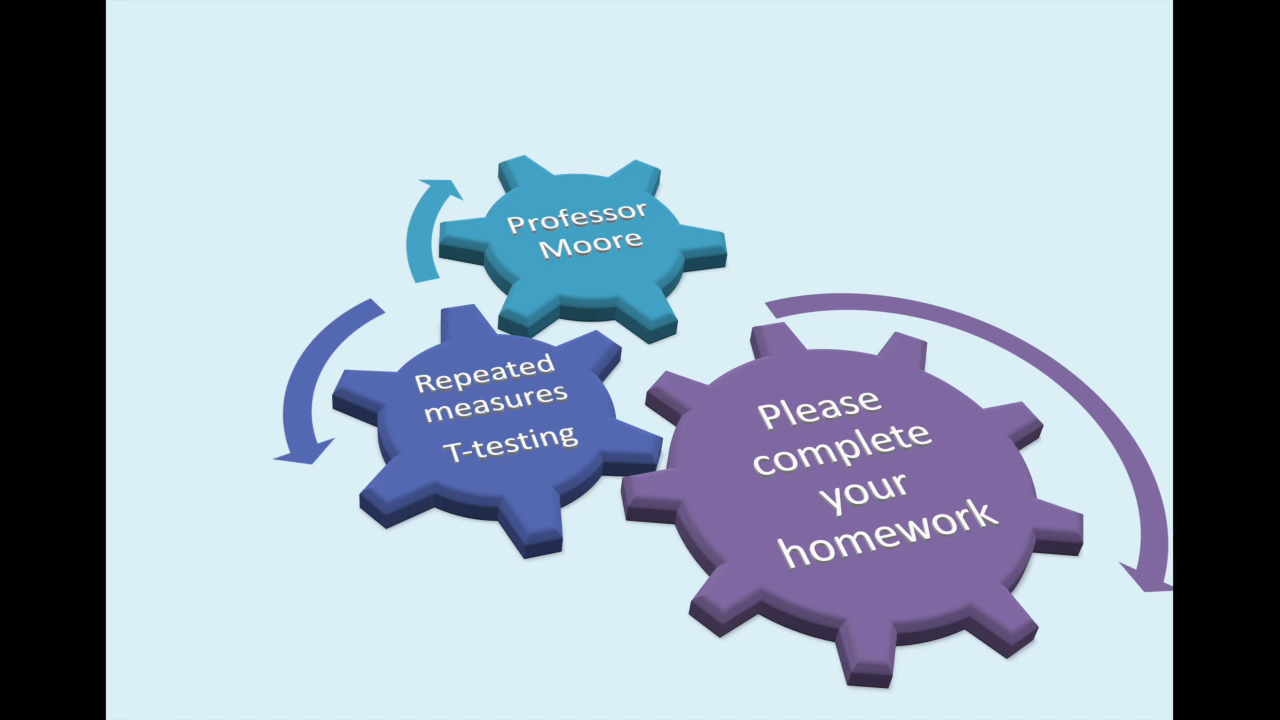 Professor
Moore
Repeated
measures
T-testing
Please
complete
your
homework